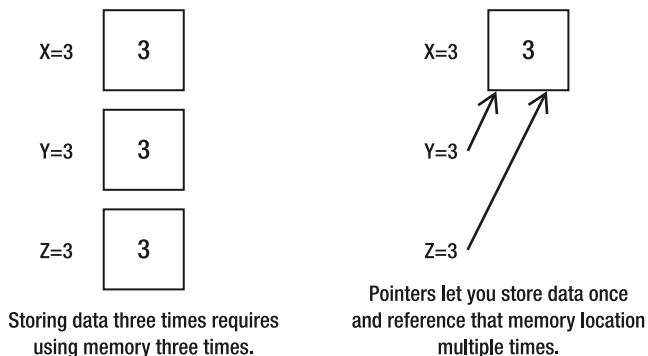 X=3
3
Y=3
3
Z=3
3
Storing data three times requires
using memory three times.
X=3
3
Y=3
Z=3
Pointers let you store data once
and reference that memory location
multiple times.